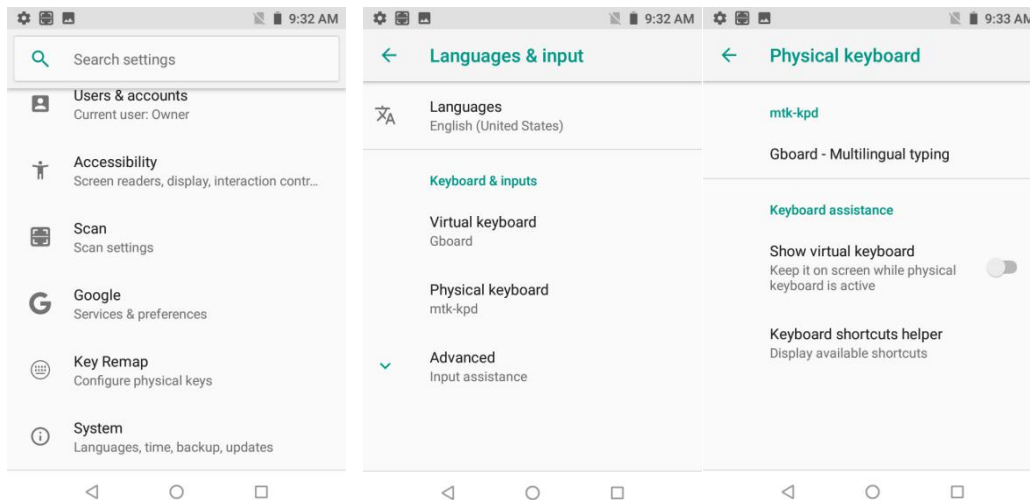 9:32 AM
Search settings
Users & accounts
Current user: Owner
Accessibility
Screen readers, display, interaction contr...
Scan
Scan settings
Google
Services & preferences
Key Remap
Configure physical keys
System
Languages, time, backup, updates
9:32 AM
Languages & input
Languages
English (United States)
Keyboard & inputs
Virtual keyboard
Gboard
Physical keyboard
mtk-kpd
Advanced
Input assistance
9:33 AM
Physical keyboard
mtk-kpd
Gboard - Multilingual typing
Keyboard assistance
Show virtual keyboard
Keep it on screen while physical
keyboard is active
Keyboard shortcuts helper
Display available shortcuts